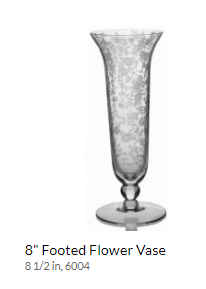 8" Footed Flower Vase
8 1/2 in, 6004